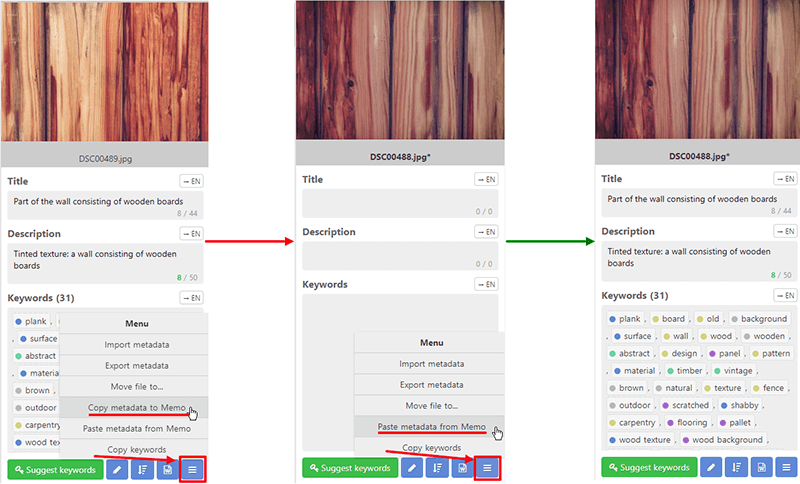 DSC00489.jpg
Title
→ EN
Part of the wall consisting of wooden boards
8 / 44
Description
→ EN
Tinted texture: a wall consisting of wooden
boards
8 / 50
Keywords (31)
→ EN
plank ,
, surface
abstract
, material
brown ,
outdoor
carpentry
wood text
Menu
Import metadata
Export metadata
Move file to...
Copy metadata to Memo
Paste metadata from Memo
Copy keywords
Suggest keywords
DSC00488.jpg*
Title
→ EN
0 / 0
Description
→ EN
0 / 0
Keywords
→ EN
Menu
Import metadata
Export metadata
Move file to...
Paste metadata from Memo
Copy keywords
Suggest keywords
DSC00488.jpg*
Title
→ EN
Part of the wall consisting of wooden boards
8 / 44
Description
→ EN
Tinted texture: a wall consisting of wooden
boards
8 / 50
Keywords (31)
→ EN
plank , board , old , background
, surface , wall , wood , wooden ,
abstract , design , panel , pattern
, material , timber , vintage ,
brown , natural , texture , fence ,
outdoor , scratched , shabby ,
carpentry , flooring , pallet ,
wood texture , wood background ,
Suggest keywords